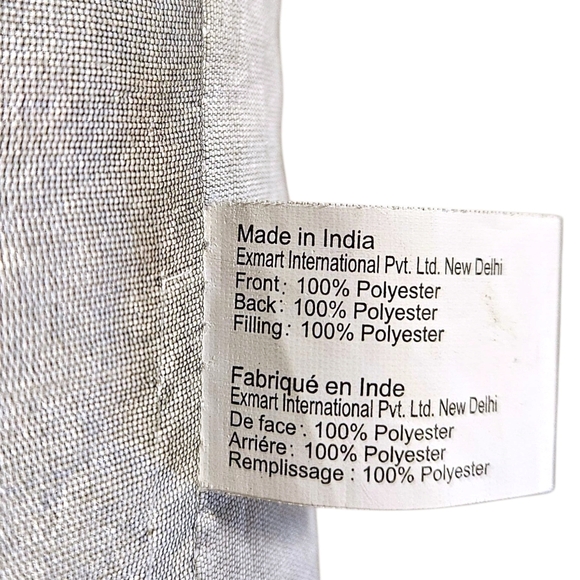 Made in India
Exmart International Pvt. Ltd. New Delhi
Front: 100% Polyester
Back: 100% Polyester
Filling: 100% Polyester
Fabriqué en Inde
Exmart International Pvt. Ltd. New Delhi
De face: 100% Polyester
Arriére: 100% Polyester
Remplissage : 100% Polyester